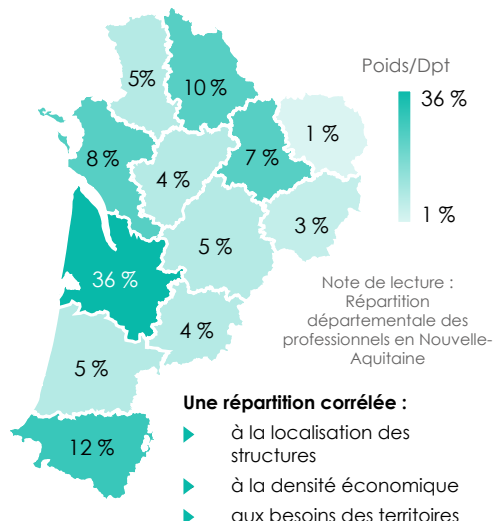 5%
10 %
Poids/Dpt
36 %
1 %
8 %
4 %
7 %
1 %
3 %
5 %
36 %
4 %
Note de lecture :
Répartition
départementale des
professionnels en Nouvelle-
Aquitaine
5 %
12 %
Une répartition corrélée :
à la localisation des
structures
à la densité économique
aux besoins des territoires